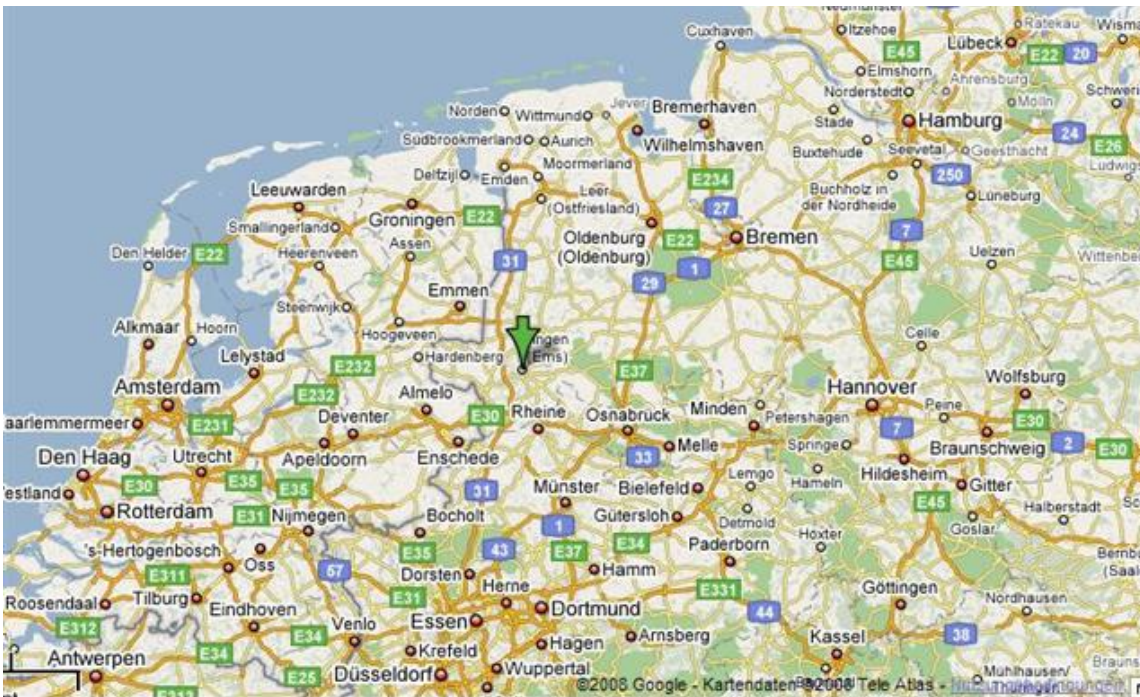 Neumünster
Cuxhaven
Itzehoe
E45
Lübeck
Ratekau
E22
20
Elmshorn
Ahrensburg
Norderstedt
Mölln
Norden
Wittmund
Jever
Bremerhaven
Stade
Hamburg
24
Südbrookmerland
Aurich
Wilhelmshaven
Buxtehude
Seevetal
Geesthacht
E26
Moormerland
Delfzijl
Emden
E234
250
Leeuwarden
Leer
(Ostfriesland)
27
Buchholz in
der Nordheide
Lüneburg
Smallingerland
Groningen
E22
Oldenburg
(Oldenburg)
E22
Bremen
7
Assen
Den Helder
E22
Heerenveen
31
1
E45
Uelzen
29
Emmen
Steenwijk
Alkmaar
Hoorn
Hoogeveen
Celle
Lelystad
E232
Hardenberg
Ems)
E37
Amsterdam
E232
Almelo
Hannover
Wolfsburg
aarlemmermeer
E231
Deventer
E30
Rheine
Osnabrück
Minden
Petershagen
Peine
E30
7
Braunschweig
2
E30
Den Haag
Utrecht
Apeldoorn
Enschede
33
Melle
Springe
Hildesheim
E30
E35
E35
31
Münster
Bielefeld
Lemgo
Hameln
Gitter
Halberstadt
Rotterdam
E31
Nijmegen
Bocholt
1
Gütersloh
Detmold
E45
Goslar
's-Hertogenbosch
Oss
E35
43
E37
E34
Paderborn
Höxter
E311
57
Dorsten
Herne
Hamm
E331
Göttingen
Roosendaal
Tilburg
Eindhoven
E31
Essen
Dortmund
44
Nordhausen
E312
E34
Venlo
Krefeld
Hagen
Arnsberg
Kassel
38
Antwerpen
E34
E25
Düsseldorf
Wuppertal
Mühlhausen/
E313
©2008 Google - Kartendaten ©2008 Tele Atlas -